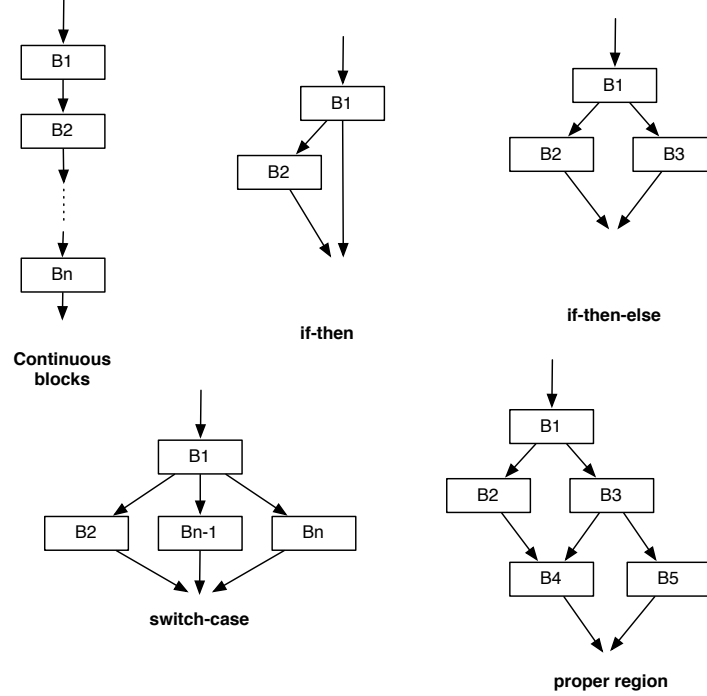 B1
B2
Bn
Continuous
blocks
B1
B2
if-then
B1
B2
B3
if-then-else
B1
B2
Bn-1
Bn
switch-case
B1
B2
B3
B4
B5
proper region